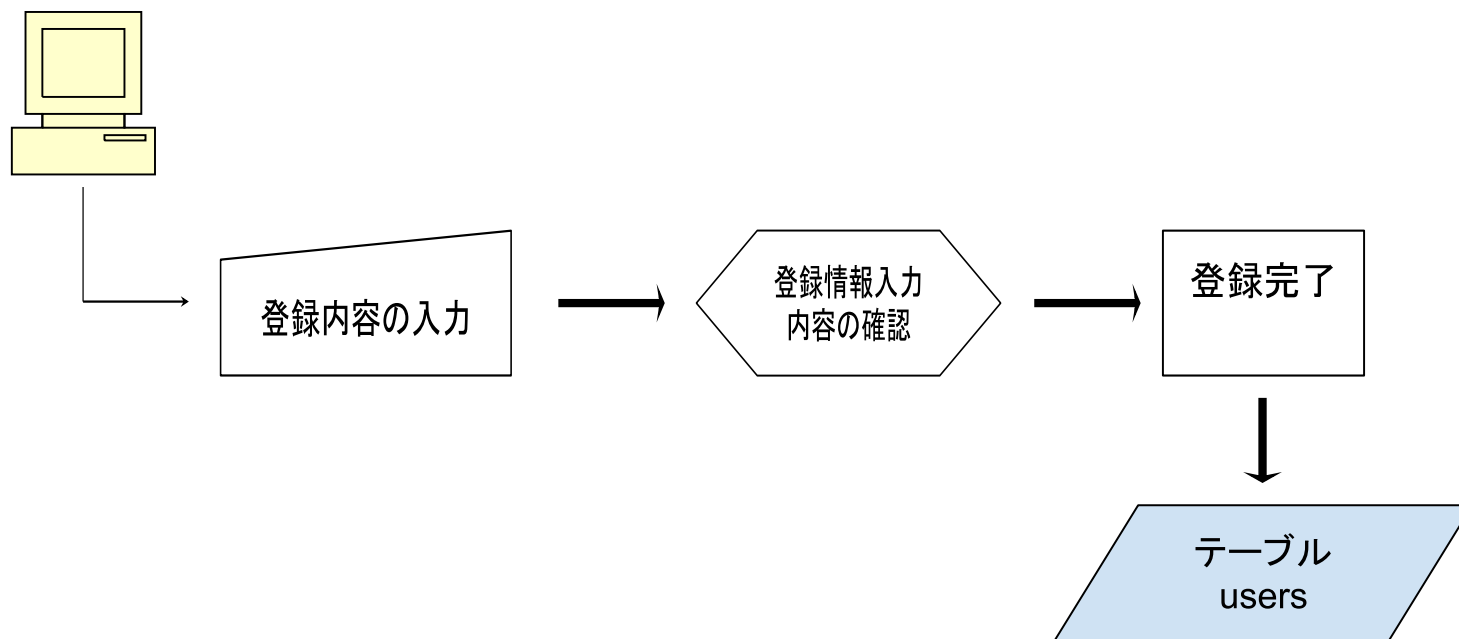 登録内容の入力
登録情報入力
内容の確認
登録完了
テーブル
users